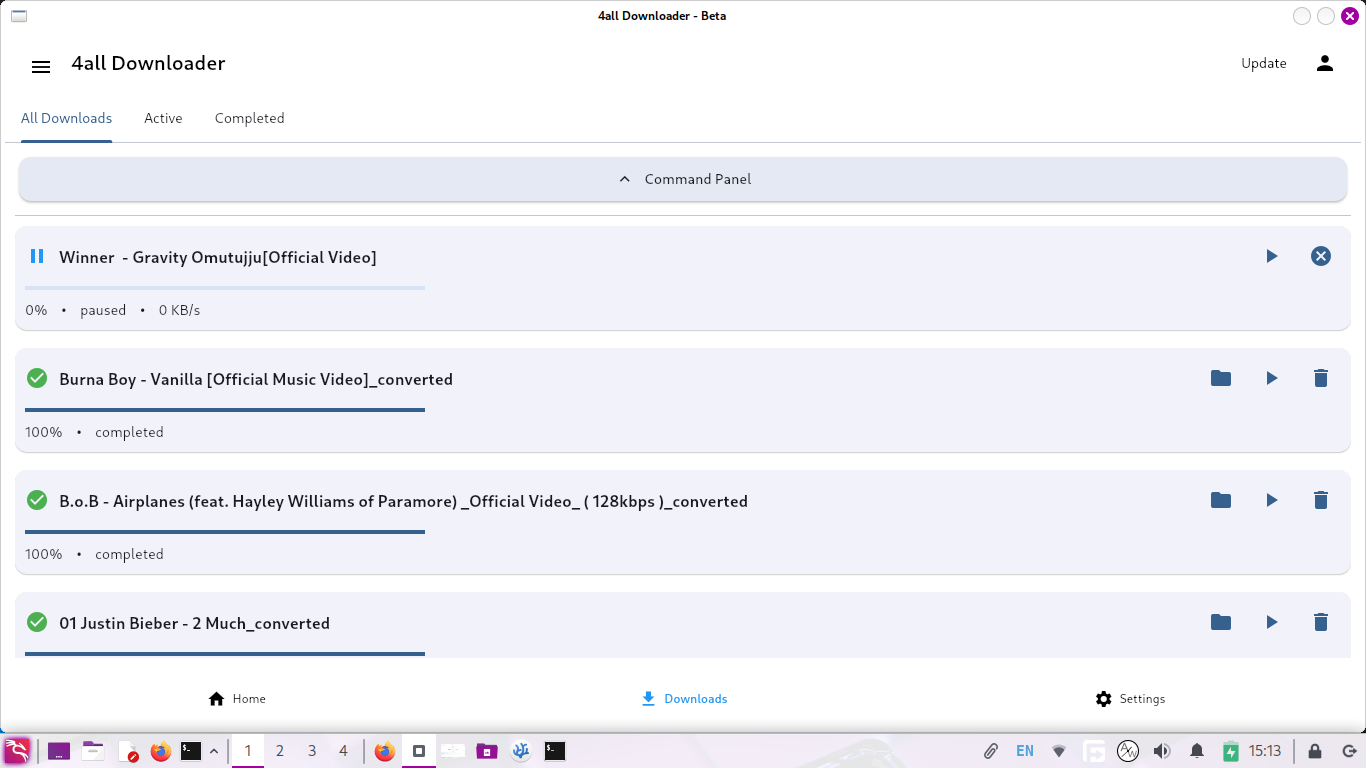 4all Downloader - Beta
4all Downloader
Update
All Downloads
Active
Completed
Command Panel
Winner  - Gravity Omutujju[Official Video]
0% • paused • 0 KB/s
Burna Boy - Vanilla [Official Music Video]_converted
100% • completed
B.o.B - Airplanes (feat. Hayley Williams of Paramore) _Official Video_ ( 128kbps )_converted
100% • completed
01 Justin Bieber - 2 Much_converted
Home
Downloads
Settings
1 2 3 4
EN
15:13